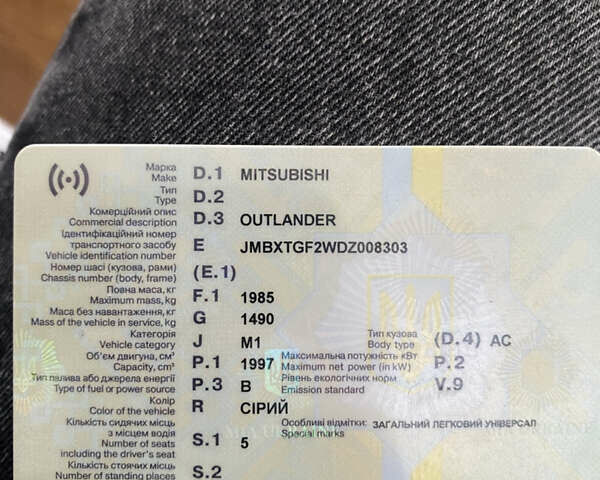 Марка
Make D.1 MITSUBISHI
Тип
Type D.2
Комерційний опис
Commercial description D.3 OUTLANDER
Ідентифікаційний номер
транспортного засобу
Vehicle identification number E JMBXTGF2WDZ008303
Номер шасі (кузова, рами)
Chassis number (body, frame) (E.1)
Повна маса, кг
Maximum mass, kg F.1 1985
Маса без навантаження, кг
Mass of the vehicle in service, kg G 1490
Категорія
Vehicle category J M1
Тип кузова
Body type (D.4) AC
Об'єм двигуна, см³
Capacity, cm³ P.1 1997
Максимальна потужність кВт
Maximum net power (in kW) P.2
Тип палива або джерела енергії
Type of fuel or power source P.3 B
Рівень екологічних норм
Emission standard V.9
Колір
Color of the vehicle R СІРИЙ
Кількість сидячих місць
з місцем водія
Number of seats
including the driver's seat S.1 5
Особливі відмітки: ЗАГАЛЬНИЙ ЛЕГКОВИЙ УНІВЕРСАЛ
Special marks
Кількість стоячих місць
Number of standing places S.2